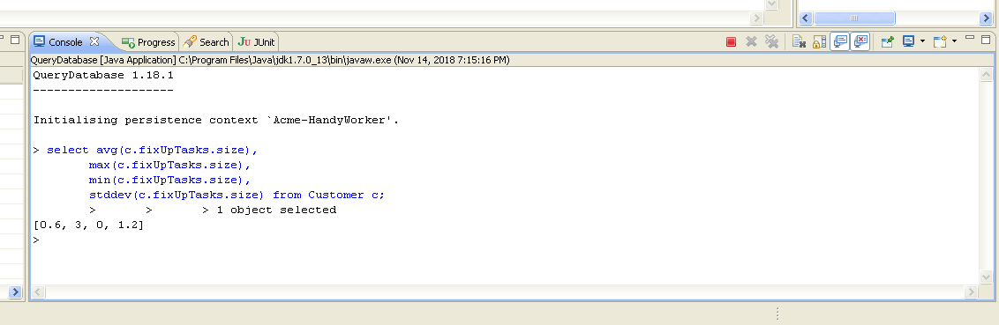 Console Progress Search JUnit
QueryDatabase [Java Application] C:\Program Files\Java\jdk1.7.0_13\bin\javaw.exe (Nov 14, 2018 7:15:16 PM)
QueryDatabase 1.18.1
--------------------
Initialising persistence context `Acme-HandyWorker'.
> select avg(c.fixUpTasks.size),
max(c.fixUpTasks.size),
min(c.fixUpTasks.size),
stddev(c.fixUpTasks.size) from Customer c;
> > > 1 object selected
[0.6, 3, 0, 1.2]
>